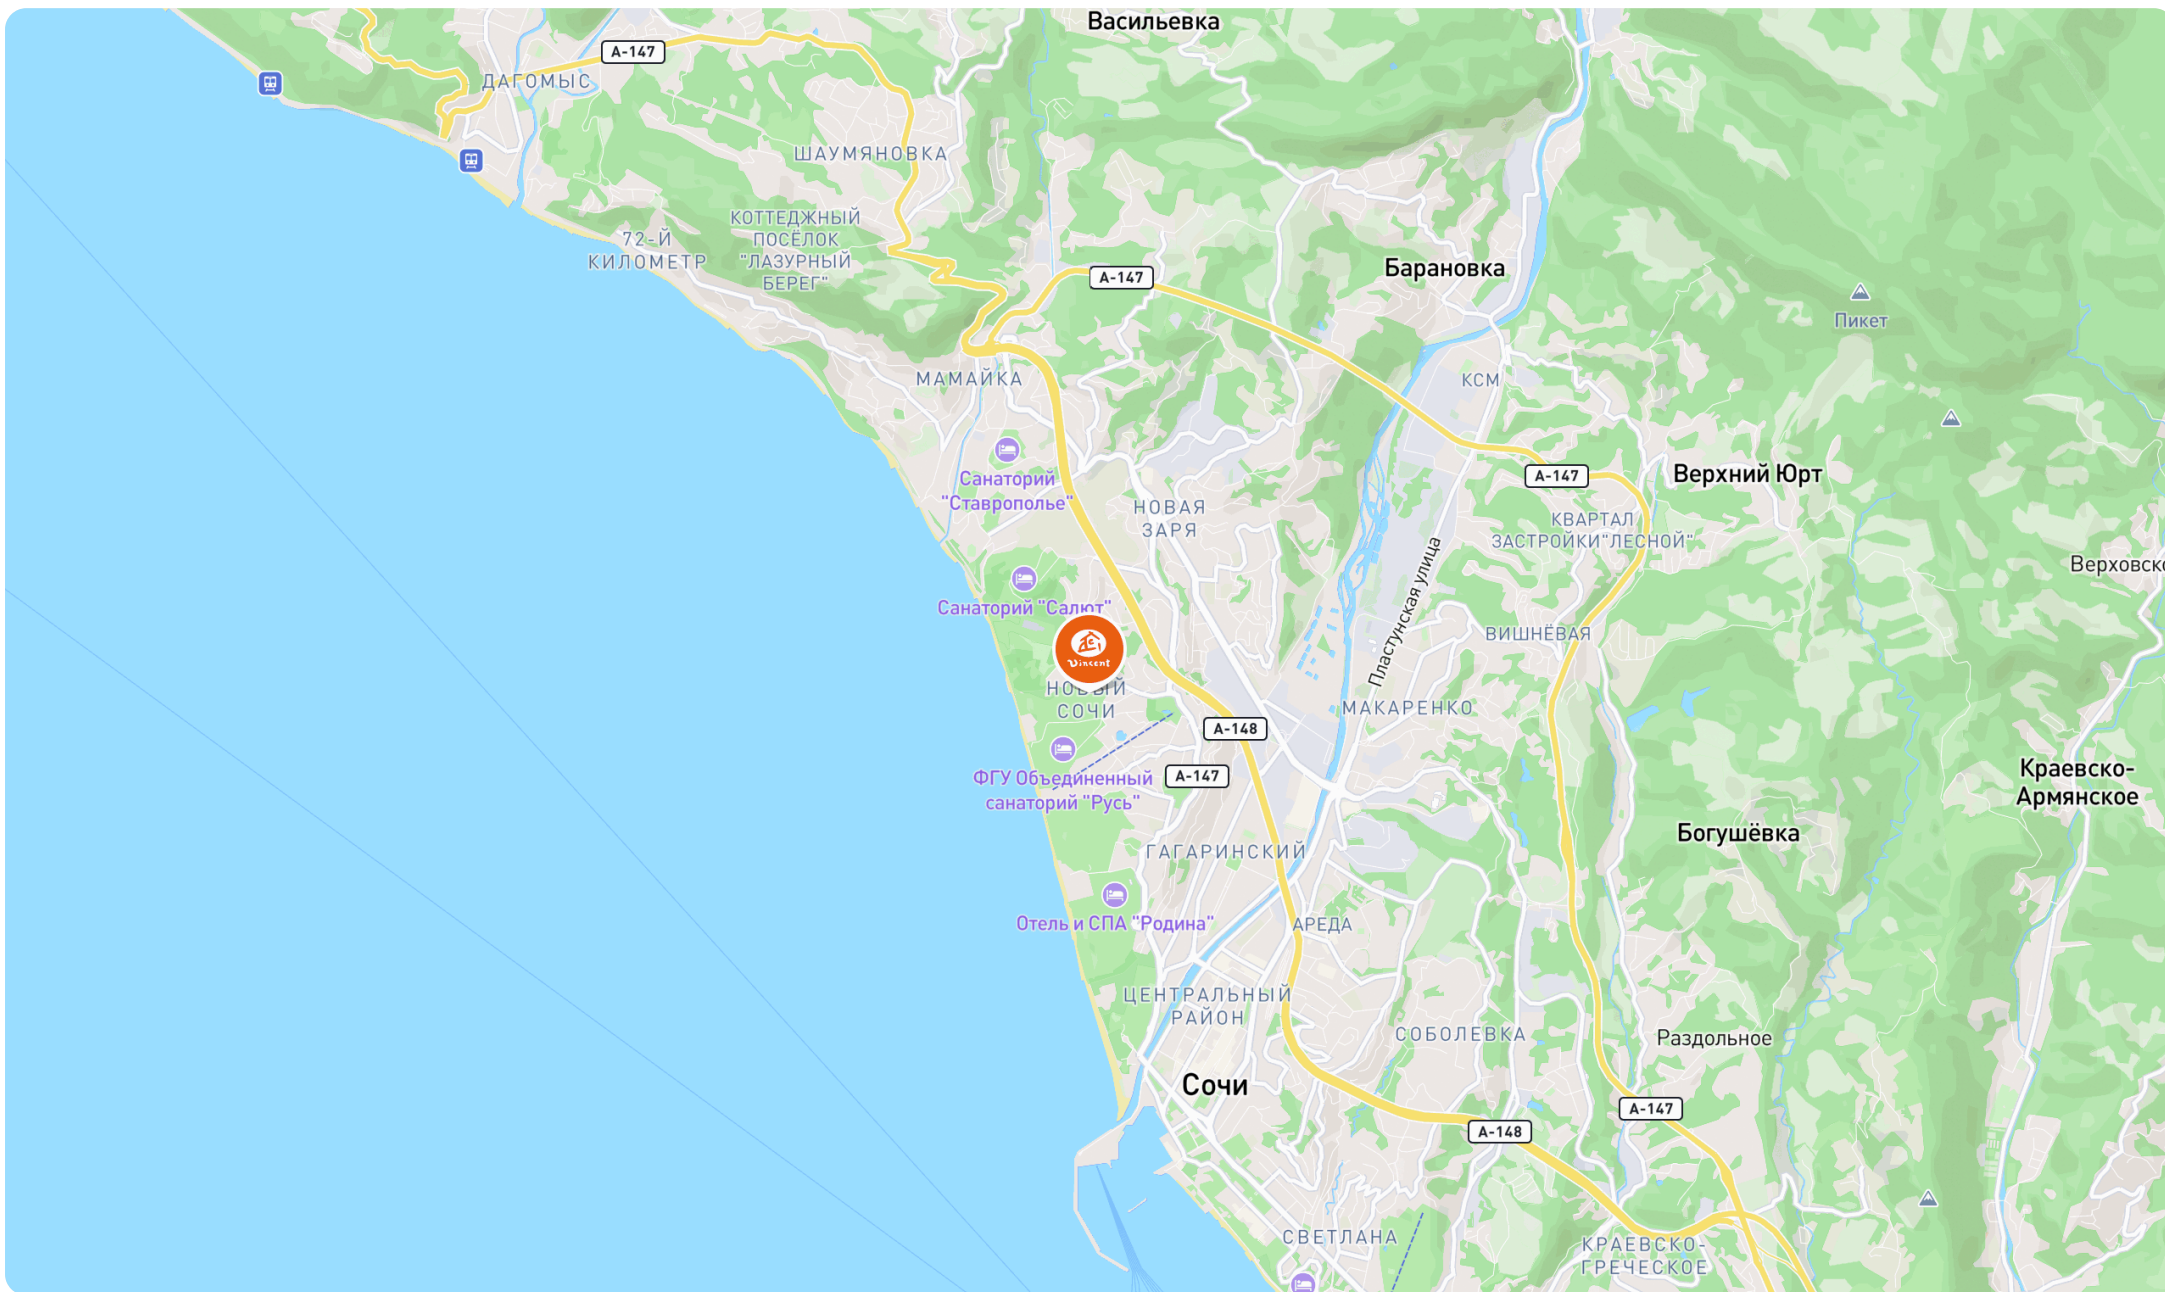 Васильевка
А-147
ДАГОМЫС
ШАУМЯНОВКА
КОТТЕДЖНЫЙ
ПОСЁЛОК
"ЛАЗУРНЫЙ
БЕРЕГ"
72-Й
КИЛОМЕТР
А-147
Барановка
Пикет
МАМАЙКА
КСМ
Санаторий
"Ставрополье"
А-147
Верхний Юрт
НОВАЯ
ЗАРЯ
КВАРТАЛ
ЗАСТРОЙКИ"ЛЕСНОЙ"
Верховско
Пластунская улица
Санаторий "Салют"
Vincent
ВИШНЁВАЯ
НОВЫЙ
СОЧИ
МАКАРЕНКО
А-148
ФГУ Объединенный
санаторий "Русь"
А-147
Краевско-
Армянское
Богушёвка
ГАГАРИНСКИЙ
Отель и СПА "Родина"
АРЕДА
ЦЕНТРАЛЬНЫЙ
РАЙОН
СОБОЛЕВКА
Раздольное
Сочи
А-147
А-148
СВЕТЛАНА
КРАЕВСКО-
ГРЕЧЕСКОЕ